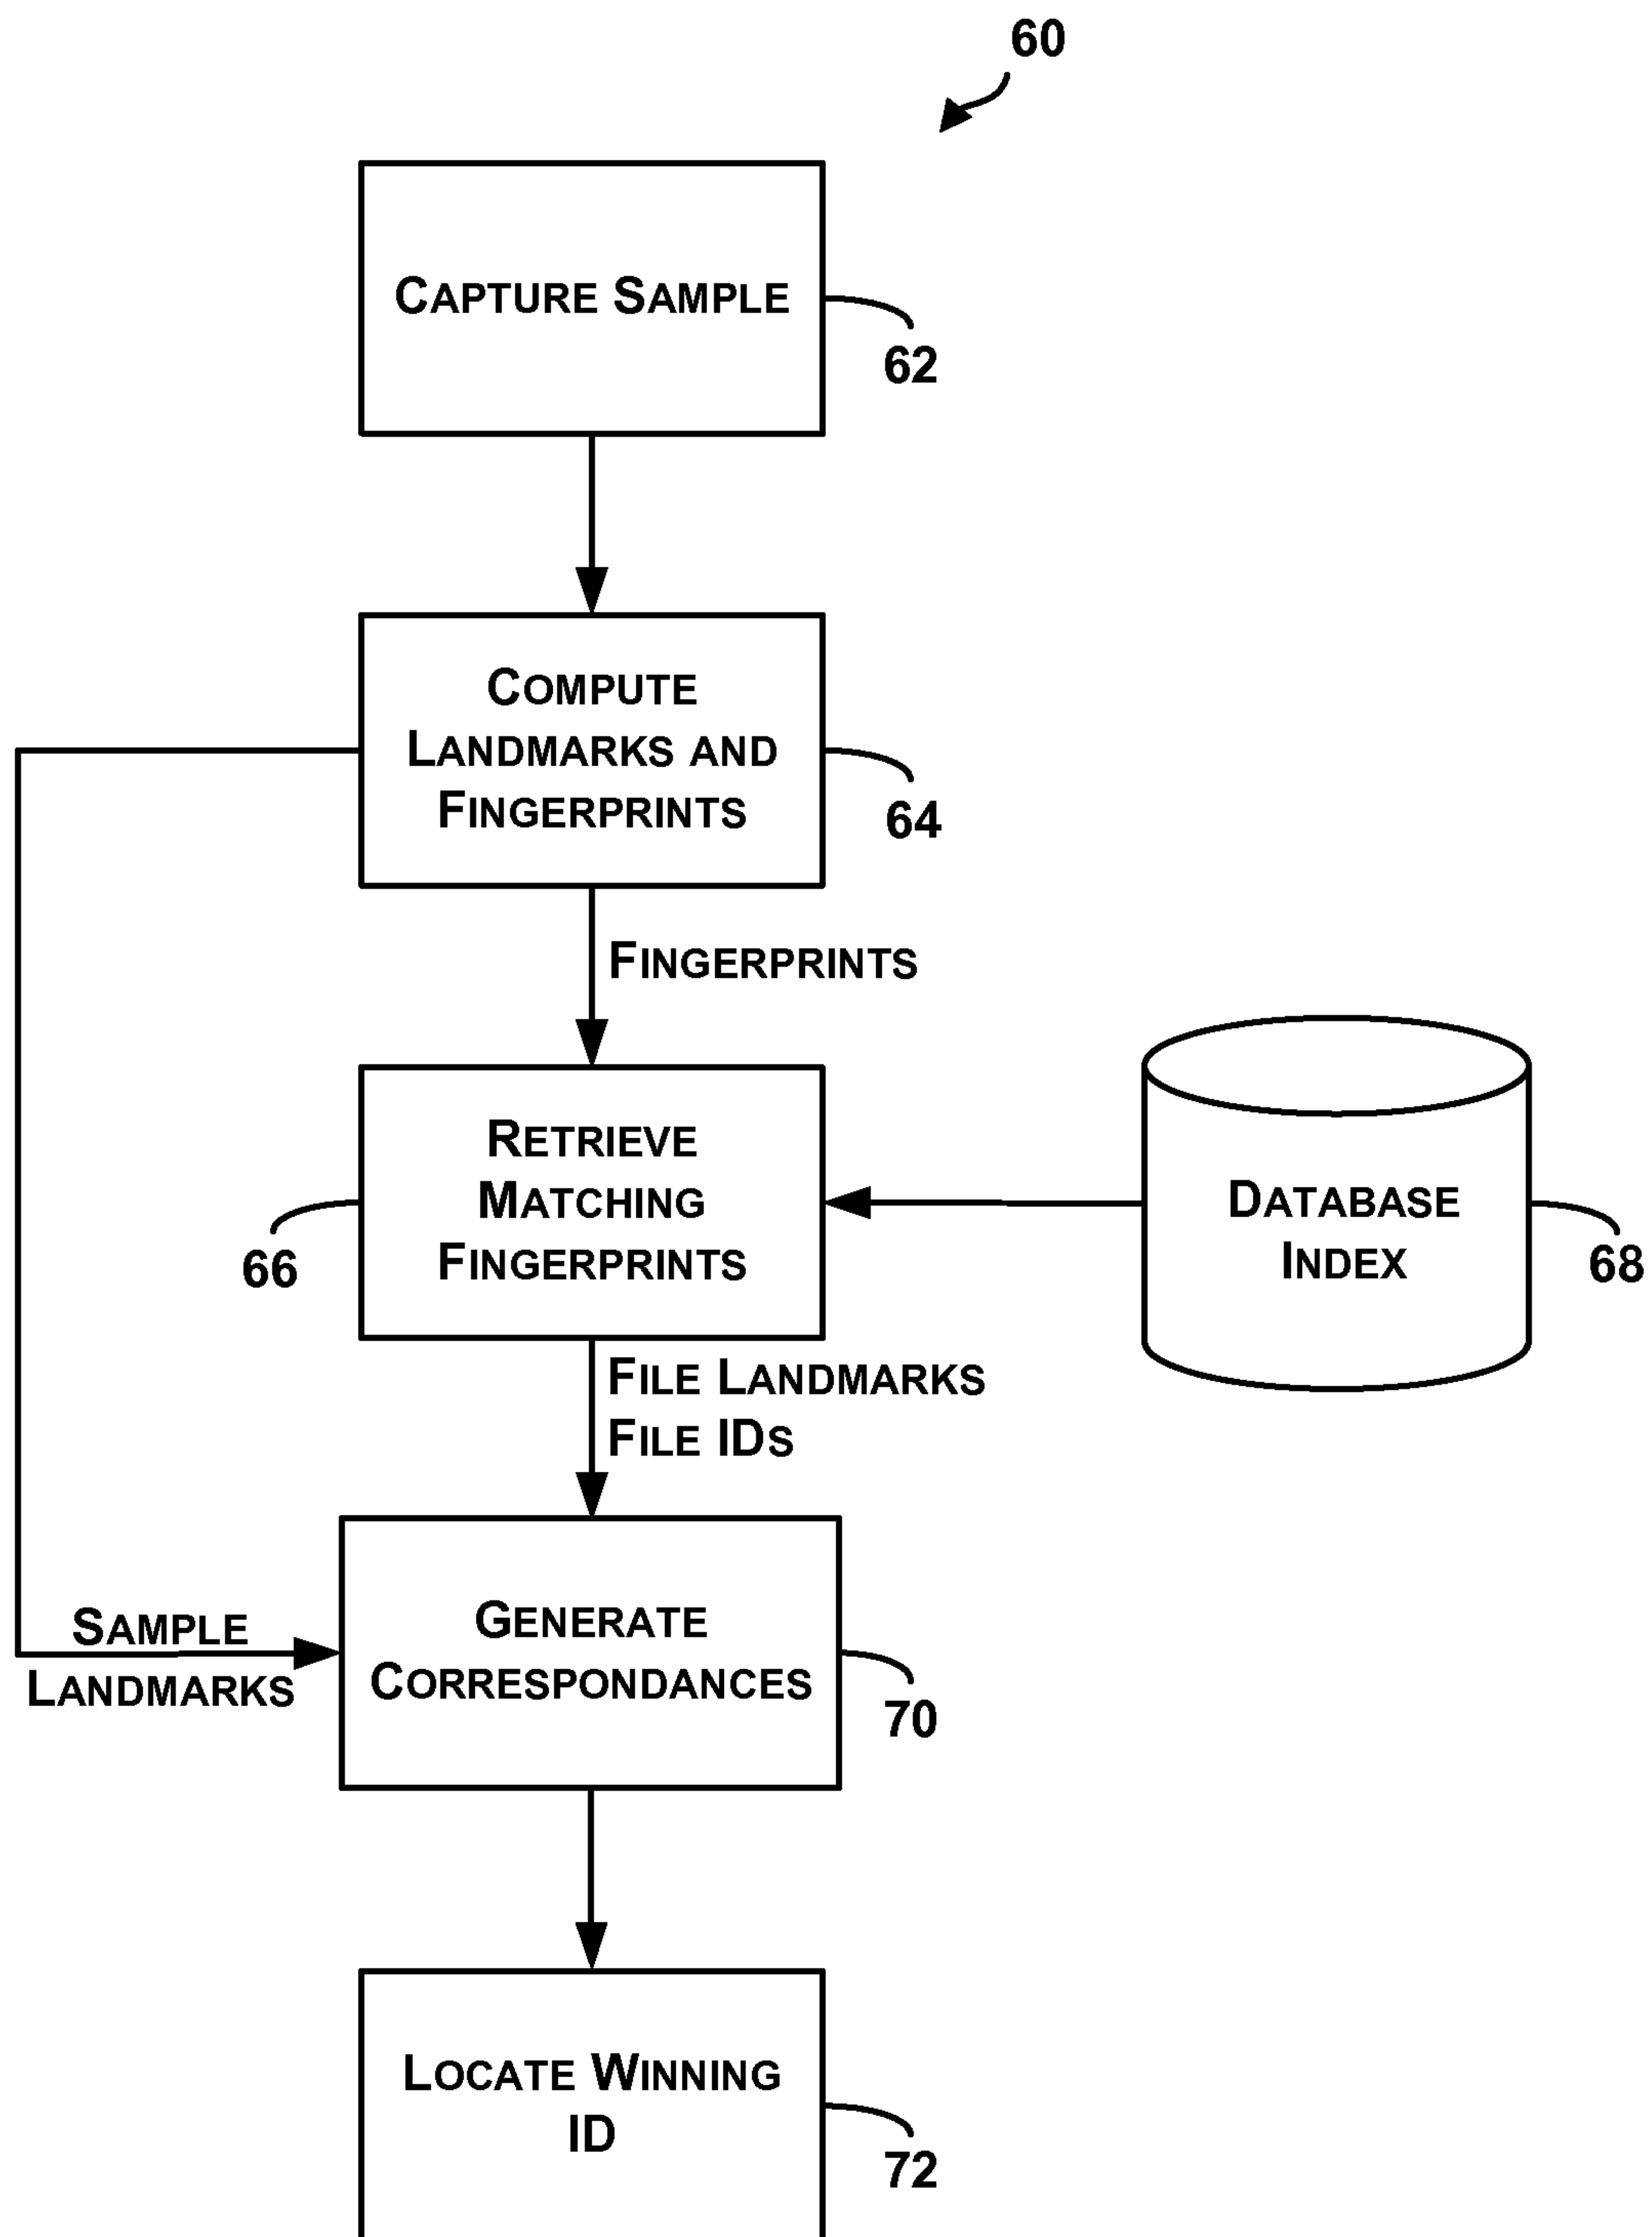 60
CAPTURE SAMPLE
62
COMPUTE
LANDMARKS AND
FINGERPRINTS
64
FINGERPRINTS
RETRIEVE
MATCHING
FINGERPRINTS
66
DATABASE
INDEX
68
FILE LANDMARKS
FILE IDS
SAMPLE
LANDMARKS
GENERATE
CORRESPONDANCES
70
LOCATE WINNING
ID
72